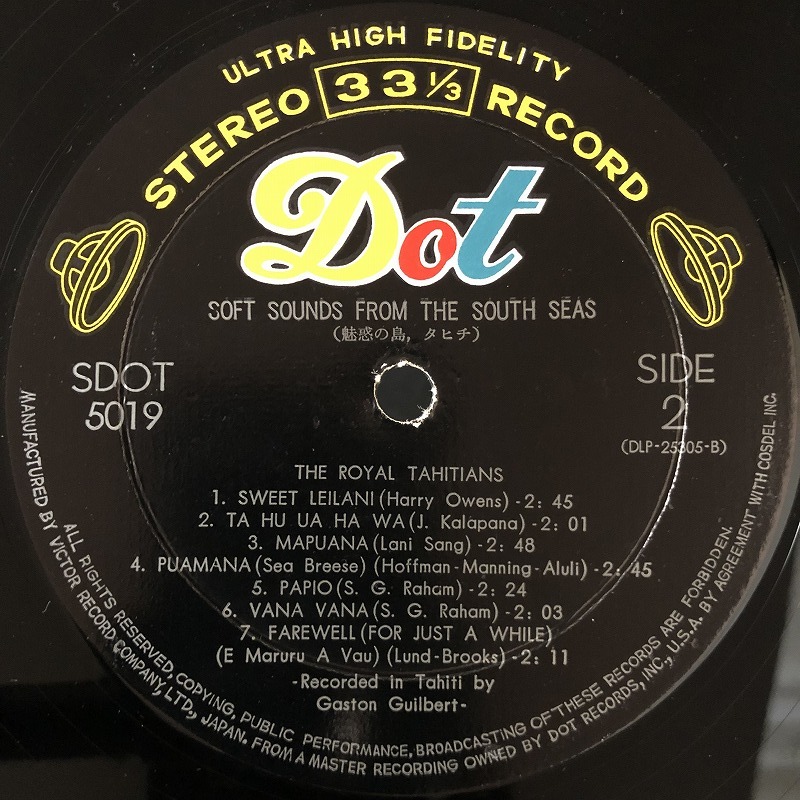 ULTRA HIGH FIDELITY
STEREO 33 1/3 RECORD
Dot
SOFT SOUNDS FROM THE SOUTH SEAS
(魅惑の島, タヒチ)
SDOT
5019
SIDE
2
(DLP-25305-B)
THE ROYAL TAHITIANS
1. SWEET LEILANI (Harry Owens) - 2: 45
2. TA HU UA HA WA (J. Kalapana) - 2: 01
3. MAPUANA (Lani Sang) - 2: 48
4. PUAMANA (Sea Breese) (Hoffman-Manning-Aluli) - 2: 45
5. PAPIO (S. G. Raham) - 2: 24
6. VANA VANA (S. G. Raham) - 2: 03
7. FAREWELL (FOR JUST A WHILE)
(E Maruru A Vau) (Lund-Brooks) - 2: 11
-Recorded in Tahiti by
Gaston Guilbert-
ALL RIGHTS RESERVED, COPYING, PUBLIC PERFORMANCE, BROADCASTING OF THESE RECORDS ARE FORBIDDEN.
MANUFACTURED BY VICTOR RECORD COMPANY, LTD., JAPAN. FROM A MASTER RECORDING OWNED BY DOT RECORDS, INC., U.S.A. BY AGREEMENT WITH COSDEL INC.